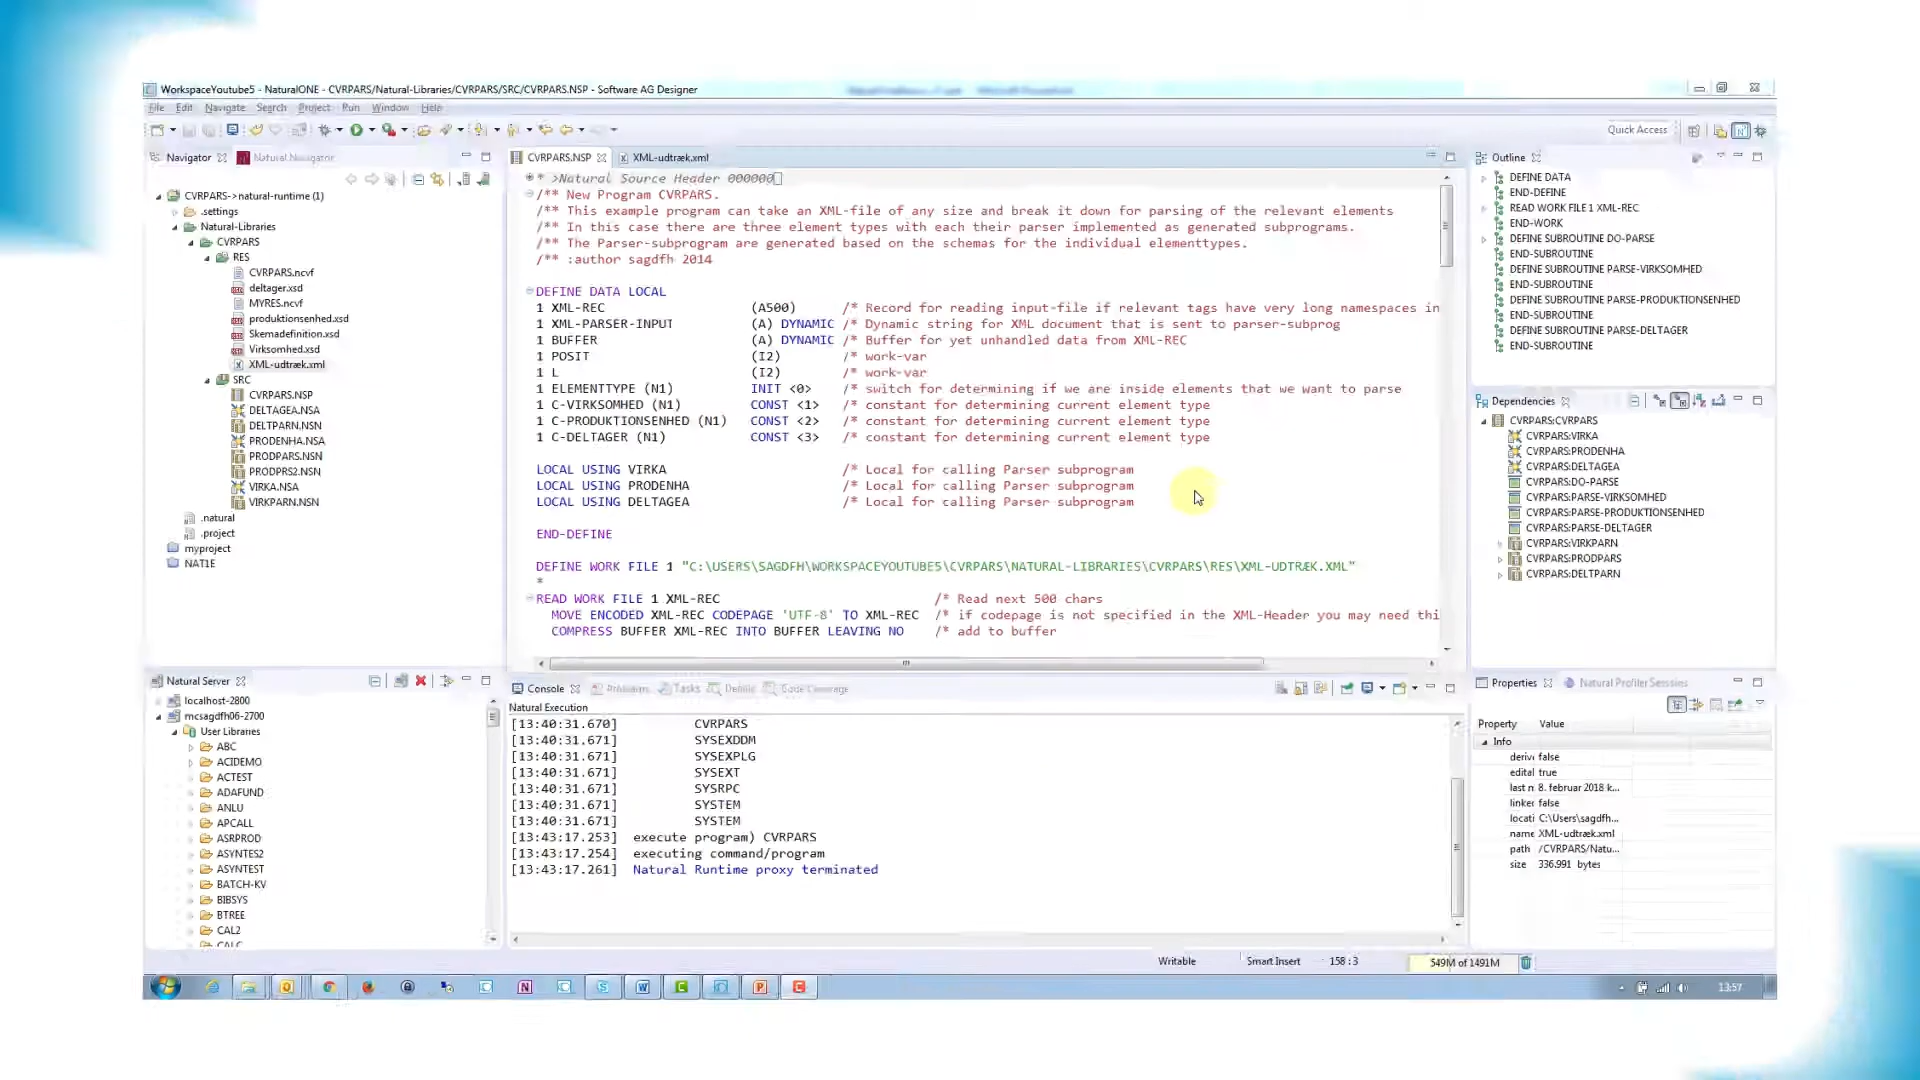 WorkspaceYoutube5 - NaturalONE - CVRPARS/Natural-Libraries/CVRPARS/SRC/CVRPARS.NSP - Software AG Designer
File Edit Navigate Search Project Run Window Help
Quick Access
Navigator
Natural Navigator
CVRPARS->natural-runtime (1)
.settings
Natural-Libraries
CVRPARS
RES
CVRPARS.ncvf
deltager.xsd
MYRES.ncvf
produktionsenhed.xsd
Skemadefinition.xsd
Virksomhed.xsd
XML-udtræk.xml
SRC
CVRPARS.NSP
DELTAGEA.NSA
DELTPARN.NSN
PRODENHA.NSA
PRODPARS.NSN
PRODPRS2.NSN
VIRKA.NSA
VIRKPARN.NSN
.natural
.project
myproject
NAT1E
CVRPARS.NSP
XML-udtræk.xml
* >Natural Source Header 000000
/** New Program CVRPARS.
/** This example program can take an XML-file of any size and break it down for parsing of the relevant elements
/** In this case there are three element types with each their parser implemented as generated subprograms.
/** The Parser-subprogram are generated based on the schemas for the individual elementtypes.
/** :author sagdfh 2014
DEFINE DATA LOCAL
1 XML-REC (A500) /* Record for reading input-file if relevant tags have very long namespaces in
1 XML-PARSER-INPUT (A) DYNAMIC /* Dynamic string for XML document that is sent to parser-subprog
1 BUFFER (A) DYNAMIC /* Buffer for yet unhandled data from XML-REC
1 POSIT (I2) /* work-var
1 L (I2) /* work-var
1 ELEMENTTYPE (N1) INIT <0> /* switch for determining if we are inside elements that we want to parse
1 C-VIRKSOMHED (N1) CONST <1> /* constant for determining current element type
1 C-PRODUKTIONSENHED (N1) CONST <2> /* constant for determining current element type
1 C-DELTAGER (N1) CONST <3> /* constant for determining current element type
LOCAL USING VIRKA /* Local for calling Parser subprogram
LOCAL USING PRODENHA /* Local for calling Parser subprogram
LOCAL USING DELTAGEA /* Local for calling Parser subprogram
END-DEFINE
DEFINE WORK FILE 1 "C:\USERS\SAGDFH\WORKSPACEYOUTUBE5\CVRPARS\NATURAL-LIBRARIES\CVRPARS\RES\XML-UDTRÆK.XML"
*
READ WORK FILE 1 XML-REC /* Read next 500 chars
MOVE ENCODED XML-REC CODEPAGE 'UTF-8' TO XML-REC /* if codepage is not specified in the XML-Header you may need thi
COMPRESS BUFFER XML-REC INTO BUFFER LEAVING NO /* add to buffer
Outline
DEFINE DATA
END-DEFINE
READ WORK FILE 1 XML-REC
END-WORK
DEFINE SUBROUTINE DO-PARSE
END-SUBROUTINE
DEFINE SUBROUTINE PARSE-VIRKSOMHED
END-SUBROUTINE
DEFINE SUBROUTINE PARSE-PRODUKTIONSENHED
END-SUBROUTINE
DEFINE SUBROUTINE PARSE-DELTAGER
END-SUBROUTINE
Dependencies
CVRPARS:CVRPARS
CVRPARS:VIRKA
CVRPARS:PRODENHA
CVRPARS:DELTAGEA
CVRPARS:DO-PARSE
CVRPARS:PARSE-VIRKSOMHED
CVRPARS:PARSE-PRODUKTIONSENHED
CVRPARS:PARSE-DELTAGER
CVRPARS:VIRKPARN
CVRPARS:PRODPARS
CVRPARS:DELTPARN
Natural Server
localhost-2800
mcsagdfh06-2700
User Libraries
ABC
ACIDEMO
ACTEST
ADAFUND
ANLU
APCALL
ASRPROD
ASYNTES2
ASYNTEST
BATCH-KV
BIBSYS
BTREE
CAL2
CALC
Console Problems Tasks Details Code Coverage
Natural Execution
[13:40:31.670] CVRPARS
[13:40:31.671] SYSEXDDM
[13:40:31.671] SYSEXPLG
[13:40:31.671] SYSEXT
[13:40:31.671] SYSRPC
[13:40:31.671] SYSTEM
[13:40:31.671] SYSTEM
[13:43:17.253] execute program) CVRPARS
[13:43:17.254] executing command/program
[13:43:17.261] Natural Runtime proxy terminated
Properties
Natural Profiler Sessions
Property Value
Info
derive false
edital true
last n 8. februar 2018 k...
linked false
locati C:\Users\sagdfh...
name XML-udtræk.xml
path /CVRPARS/Natu...
size 336.991 bytes
Writable
Smart Insert
158 : 3
549M of 1491M
13:57